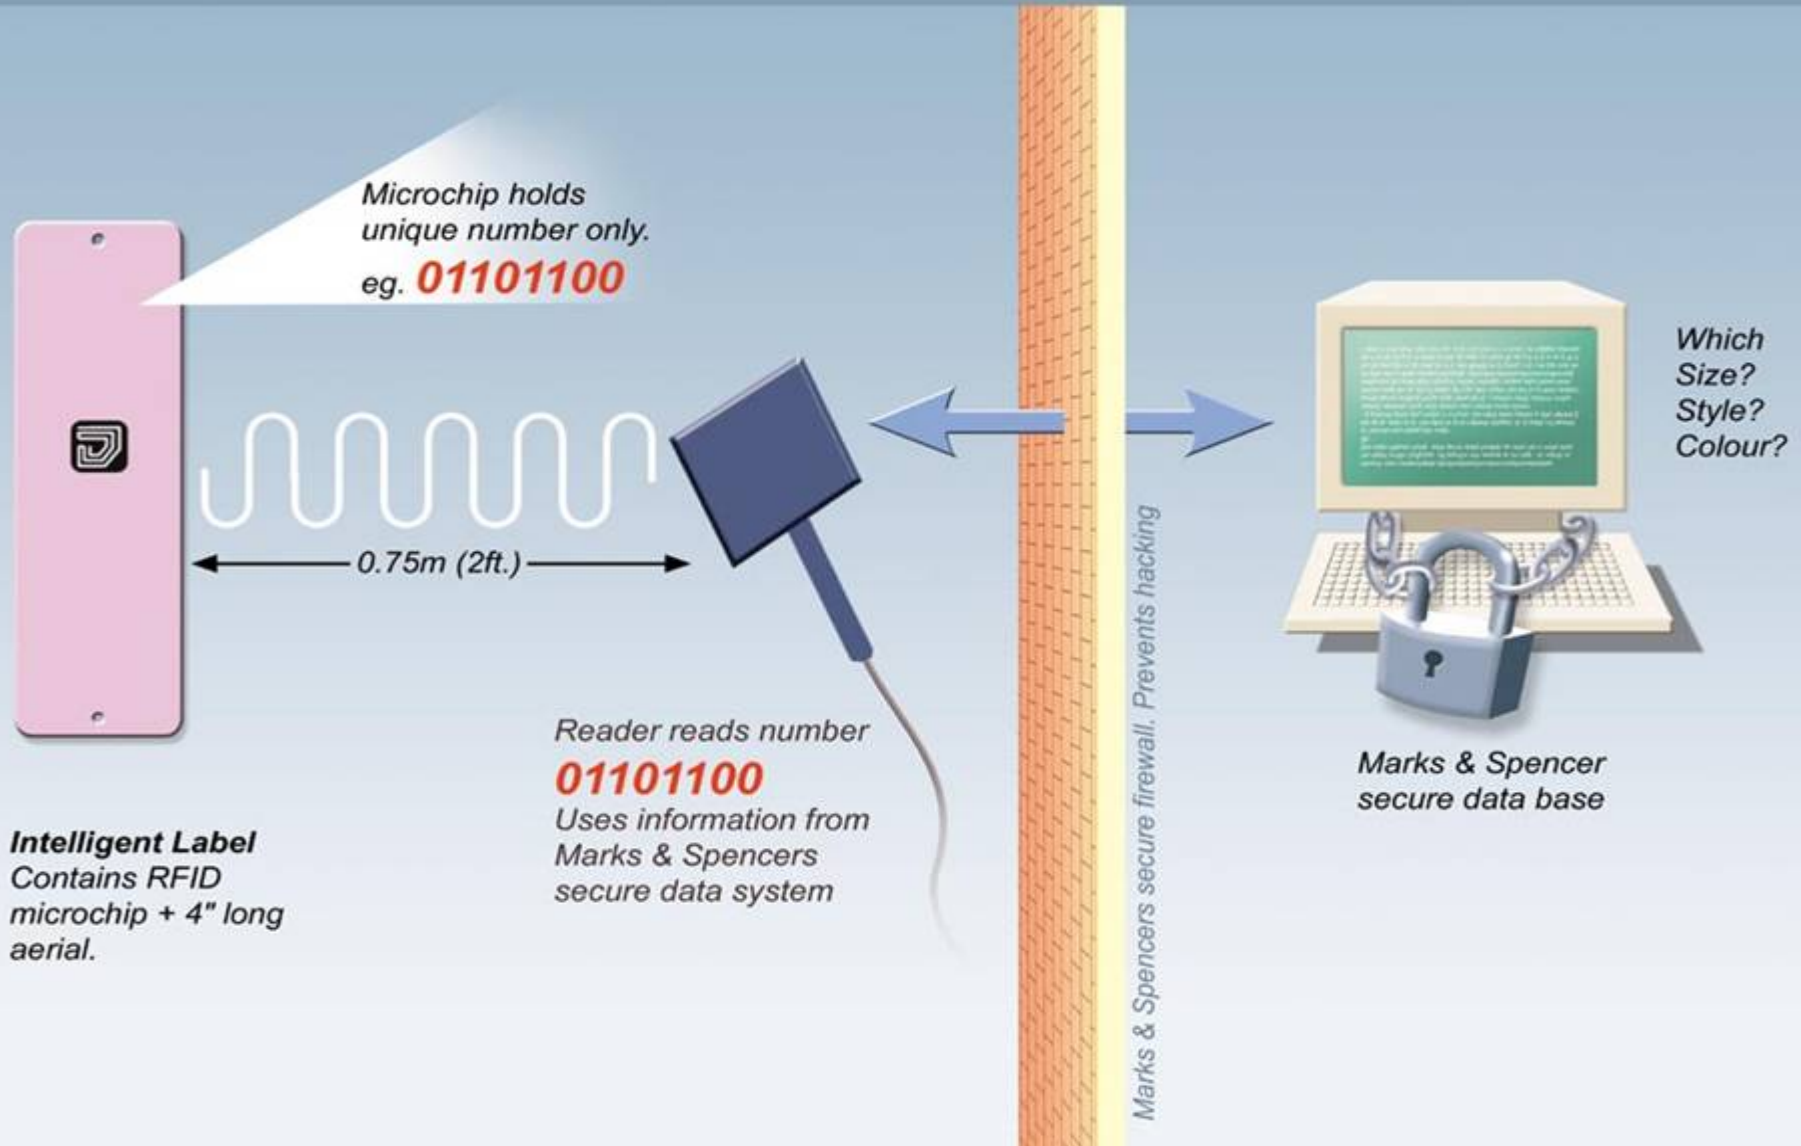 Microchip holds
unique number only.
eg. 01101100
0.75m (2ft.)
Intelligent Label
Contains RFID
microchip + 4" long
aerial.
Reader reads number
01101100
Uses information from
Marks & Spencers
secure data system
Marks & Spencers secure firewall. Prevents hacking
Which
Size?
Style?
Colour?
Marks & Spencer
secure data base